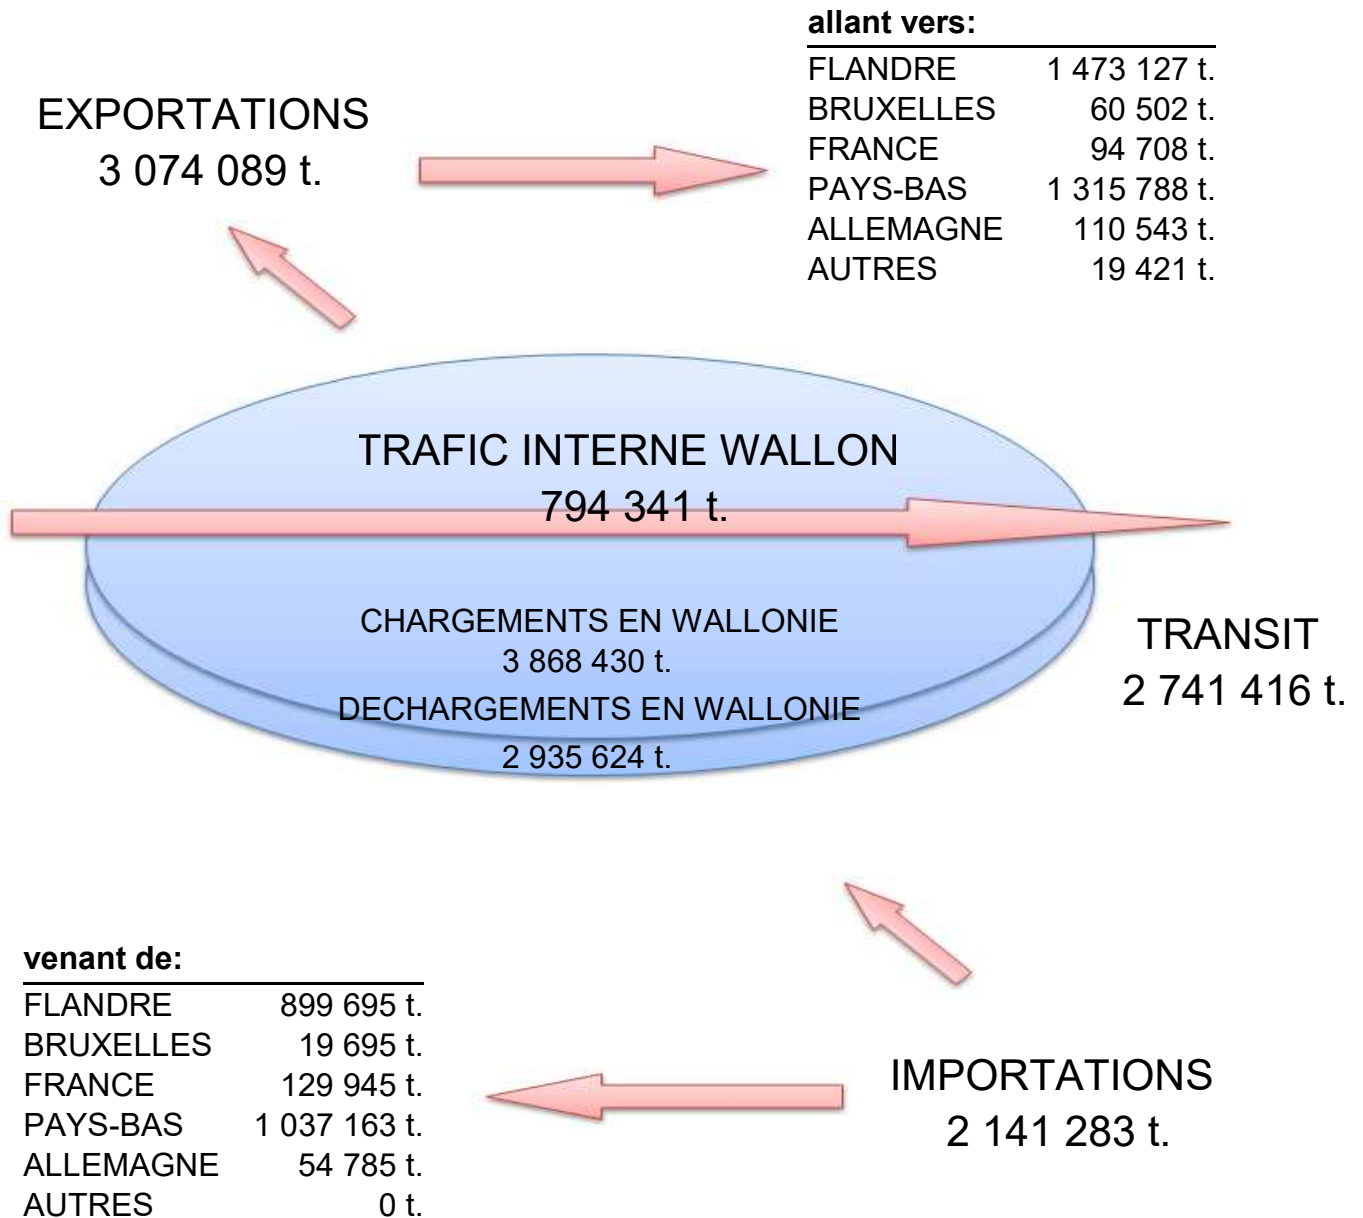 allant vers:
FLANDRE 1 473 127 t.
BRUXELLES 60 502 t.
FRANCE 94 708 t.
PAYS-BAS 1 315 788 t.
ALLEMAGNE 110 543 t.
AUTRES 19 421 t.
EXPORTATIONS
3 074 089 t.
TRAFIC INTERNE WALLON
794 341 t.
CHARGEMENTS EN WALLONIE
3 868 430 t.
DECHARGEMENTS EN WALLONIE
2 935 624 t.
TRANSIT
2 741 416 t.
venant de:
FLANDRE 899 695 t.
BRUXELLES 19 695 t.
FRANCE 129 945 t.
PAYS-BAS 1 037 163 t.
ALLEMAGNE 54 785 t.
AUTRES 0 t.
IMPORTATIONS
2 141 283 t.